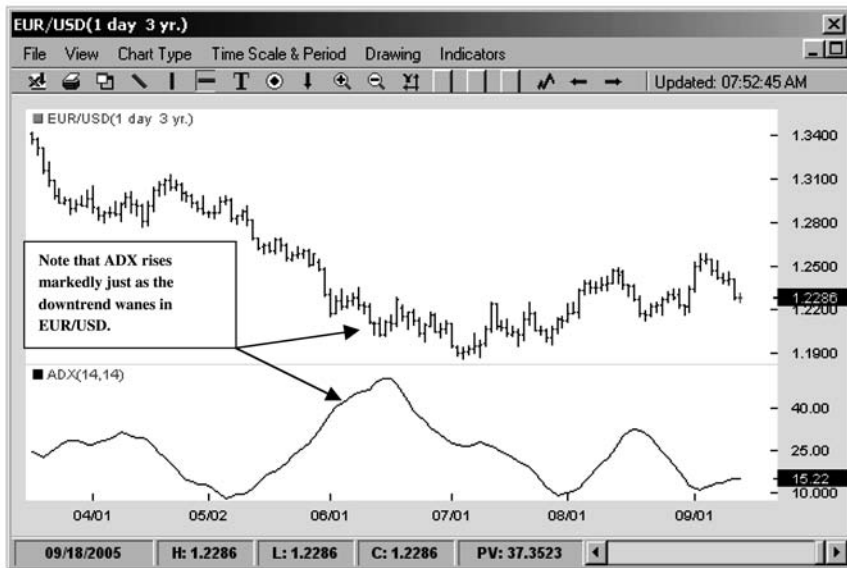 EUR/USD(1 day 3 yr.)
File View Chart Type Time Scale & Period Drawing Indicators
T Updated: 07:52:45 AM
EUR/USD(1 day 3 yr.)
1.3400
1.3100
1.2800
Note that ADX rises
markedly just as the
downtrend wanes in
EUR/USD.
1.2500
1.2286
1.2200
1.1900
ADX(14,14)
40.00
25.00
15.22
10.000
04/01 05/02 06/01 07/01 08/01 09/01
09/18/2005 H: 1.2286 L: 1.2286 C: 1.2286 PV: 37.3523